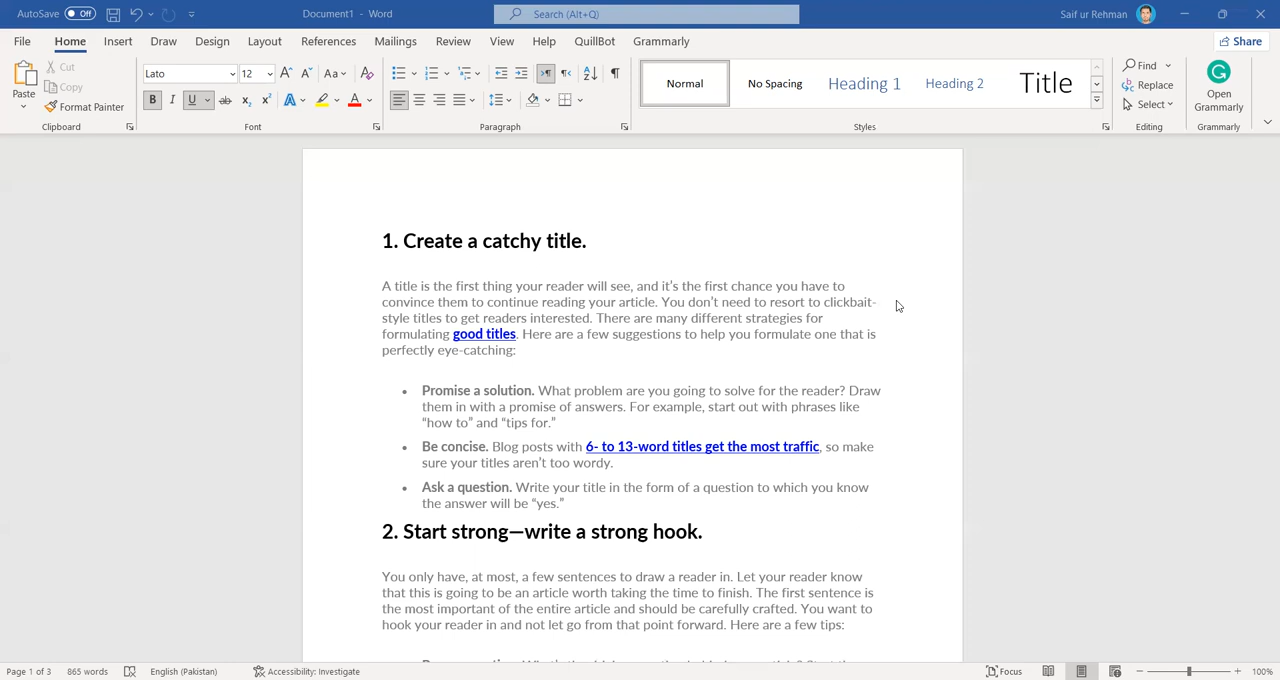 AutoSave Off Document1 - Word Search (Alt+Q) Saif ur Rehman
File Home Insert Draw Design Layout References Mailings Review View Help QuillBot Grammarly Share
Paste Cut Copy Format Painter
Clipboard
Lato 12 Aa
B I U ab x₂ x² A A
Font
Paragraph
Normal No Spacing Heading 1 Heading 2 Title
Styles
Find Replace Select
Editing
Open Grammarly
Grammarly
1. Create a catchy title.
A title is the first thing your reader will see, and it’s the first chance you have to
convince them to continue reading your article. You don’t need to resort to clickbait-
style titles to get readers interested. There are many different strategies for
formulating good titles. Here are a few suggestions to help you formulate one that is
perfectly eye-catching:
• Promise a solution. What problem are you going to solve for the reader? Draw
them in with a promise of answers. For example, start out with phrases like
“how to” and “tips for.”
• Be concise. Blog posts with 6- to 13-word titles get the most traffic, so make
sure your titles aren’t too wordy.
• Ask a question. Write your title in the form of a question to which you know
the answer will be “yes.”
2. Start strong—write a strong hook.
You only have, at most, a few sentences to draw a reader in. Let your reader know
that this is going to be an article worth taking the time to finish. The first sentence is
the most important of the entire article and should be carefully crafted. You want to
hook your reader in and not let go from that point forward. Here are a few tips:
Page 1 of 3 865 words English (Pakistan) Accessibility: Investigate Focus 100%